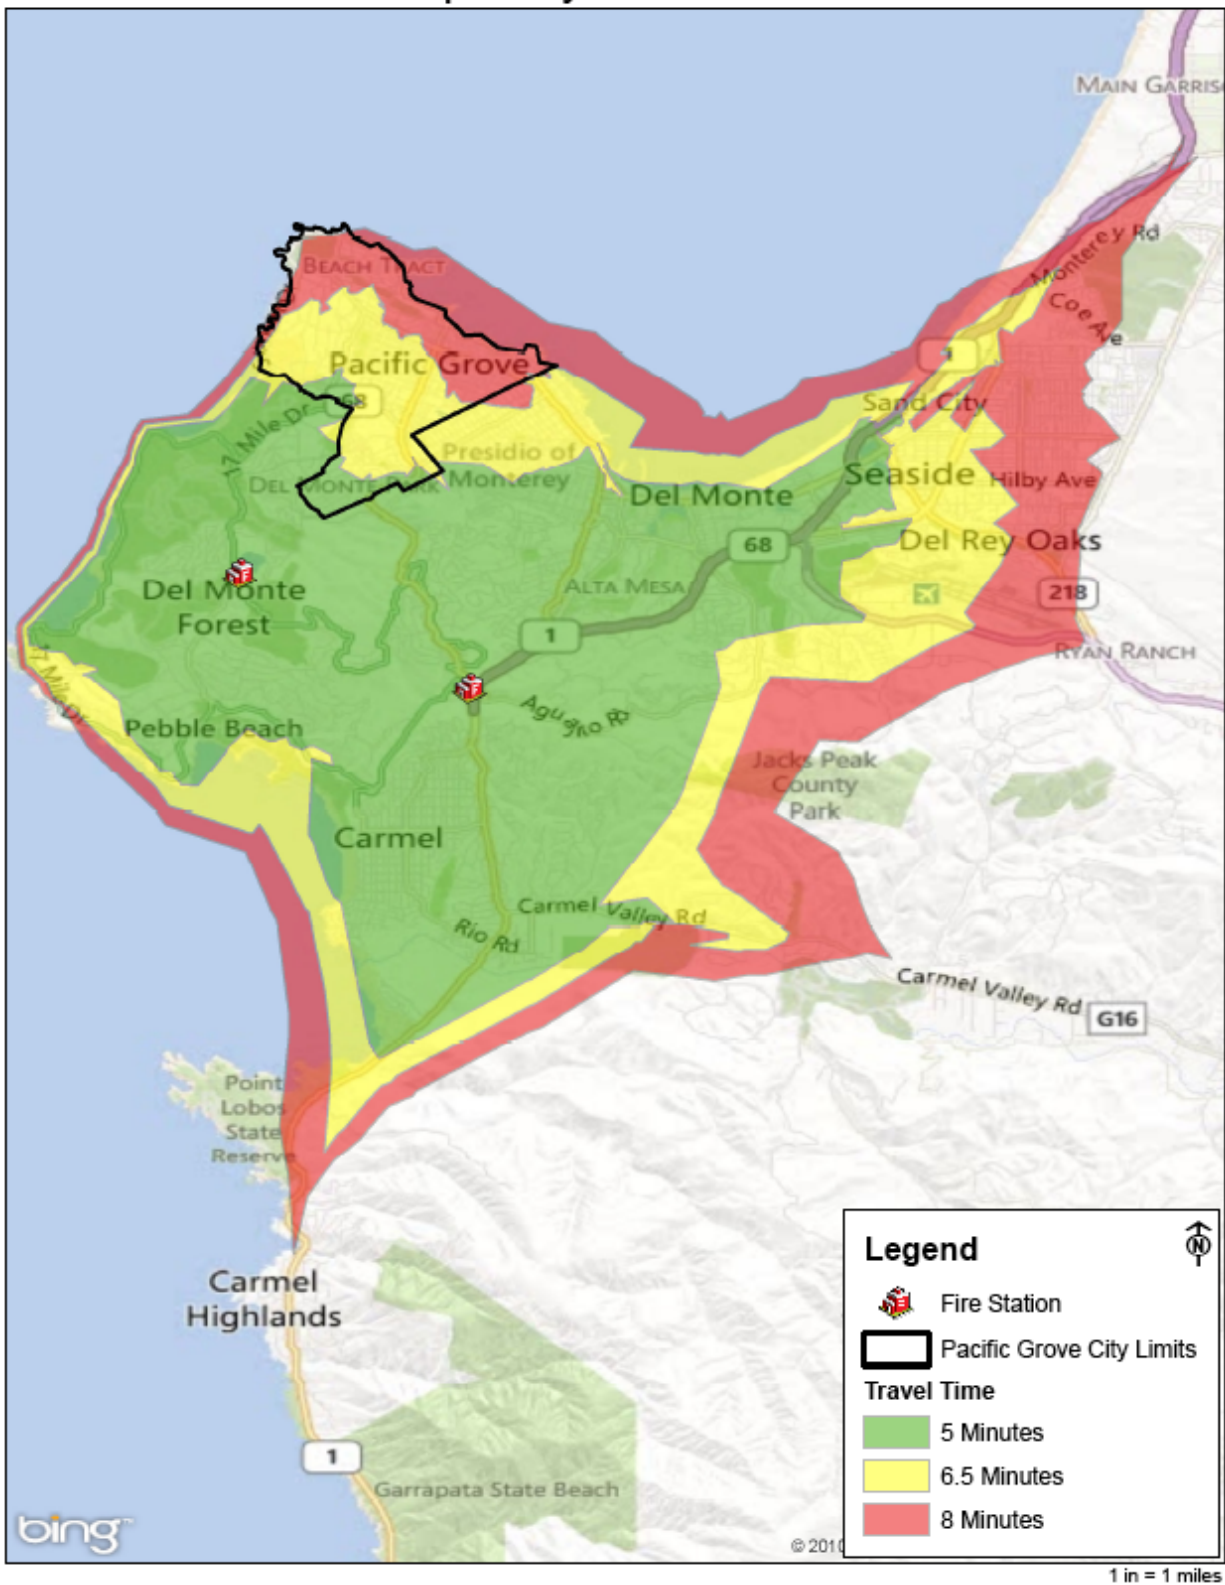 MAIN GARRIS
Monterey Rd
Coe Ave
BEACH TRACT
Pacific Grove
68
17 Mile Dr
Sand City
Presidio of
Monterey
DEL MONTE PARK
Del Monte
Seaside
Hilby Ave
68
Del Rey Oaks
ALTA MESA
218
Del Monte
Forest
1
RYAN RANCH
17 Mile Dr
Aguajito Rd
Pebble Beach
Jacks Peak
County
Park
Carmel
Carmel Valley Rd
Rio Rd
Carmel Valley Rd
G16
Point
Lobos
State
Reserve
Carmel
Highlands
1
Garrapata State Beach
bing
© 2010
Legend
N
Fire Station
Pacific Grove City Limits
Travel Time
5 Minutes
6.5 Minutes
8 Minutes
1 in = 1 miles